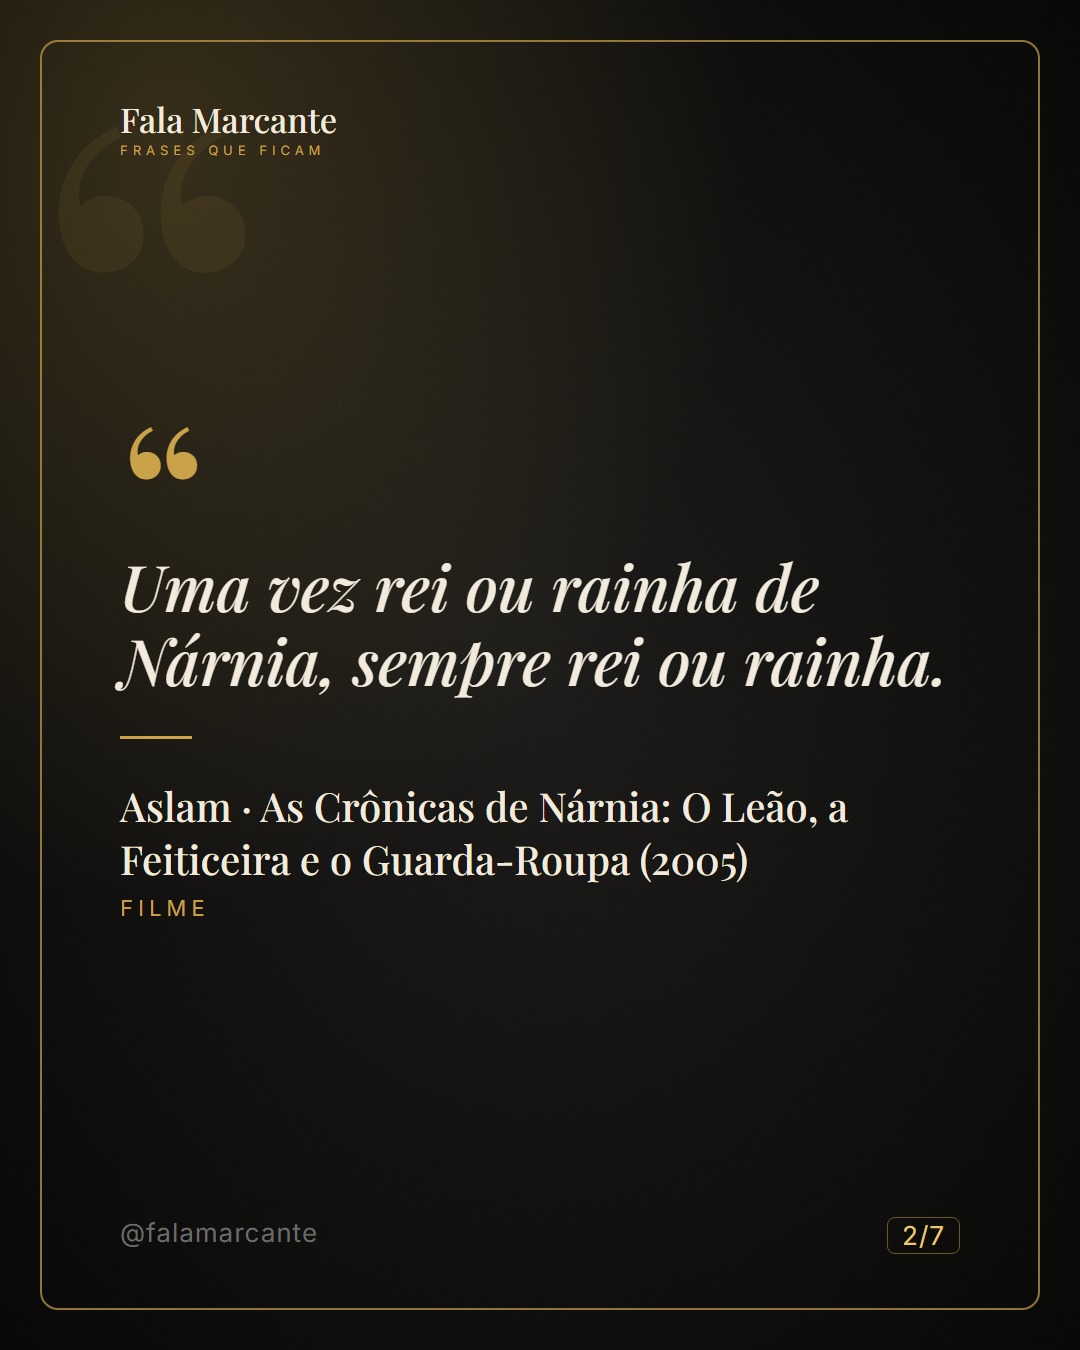 Fala Marcante
FRASES QUE FICAM
“
Uma vez rei ou rainha de
Nárnia, sempre rei ou rainha.
Aslam · As Crônicas de Nárnia: O Leão, a
Feiticeira e o Guarda-Roupa (2005)
FILME
@falamarcante
2/7